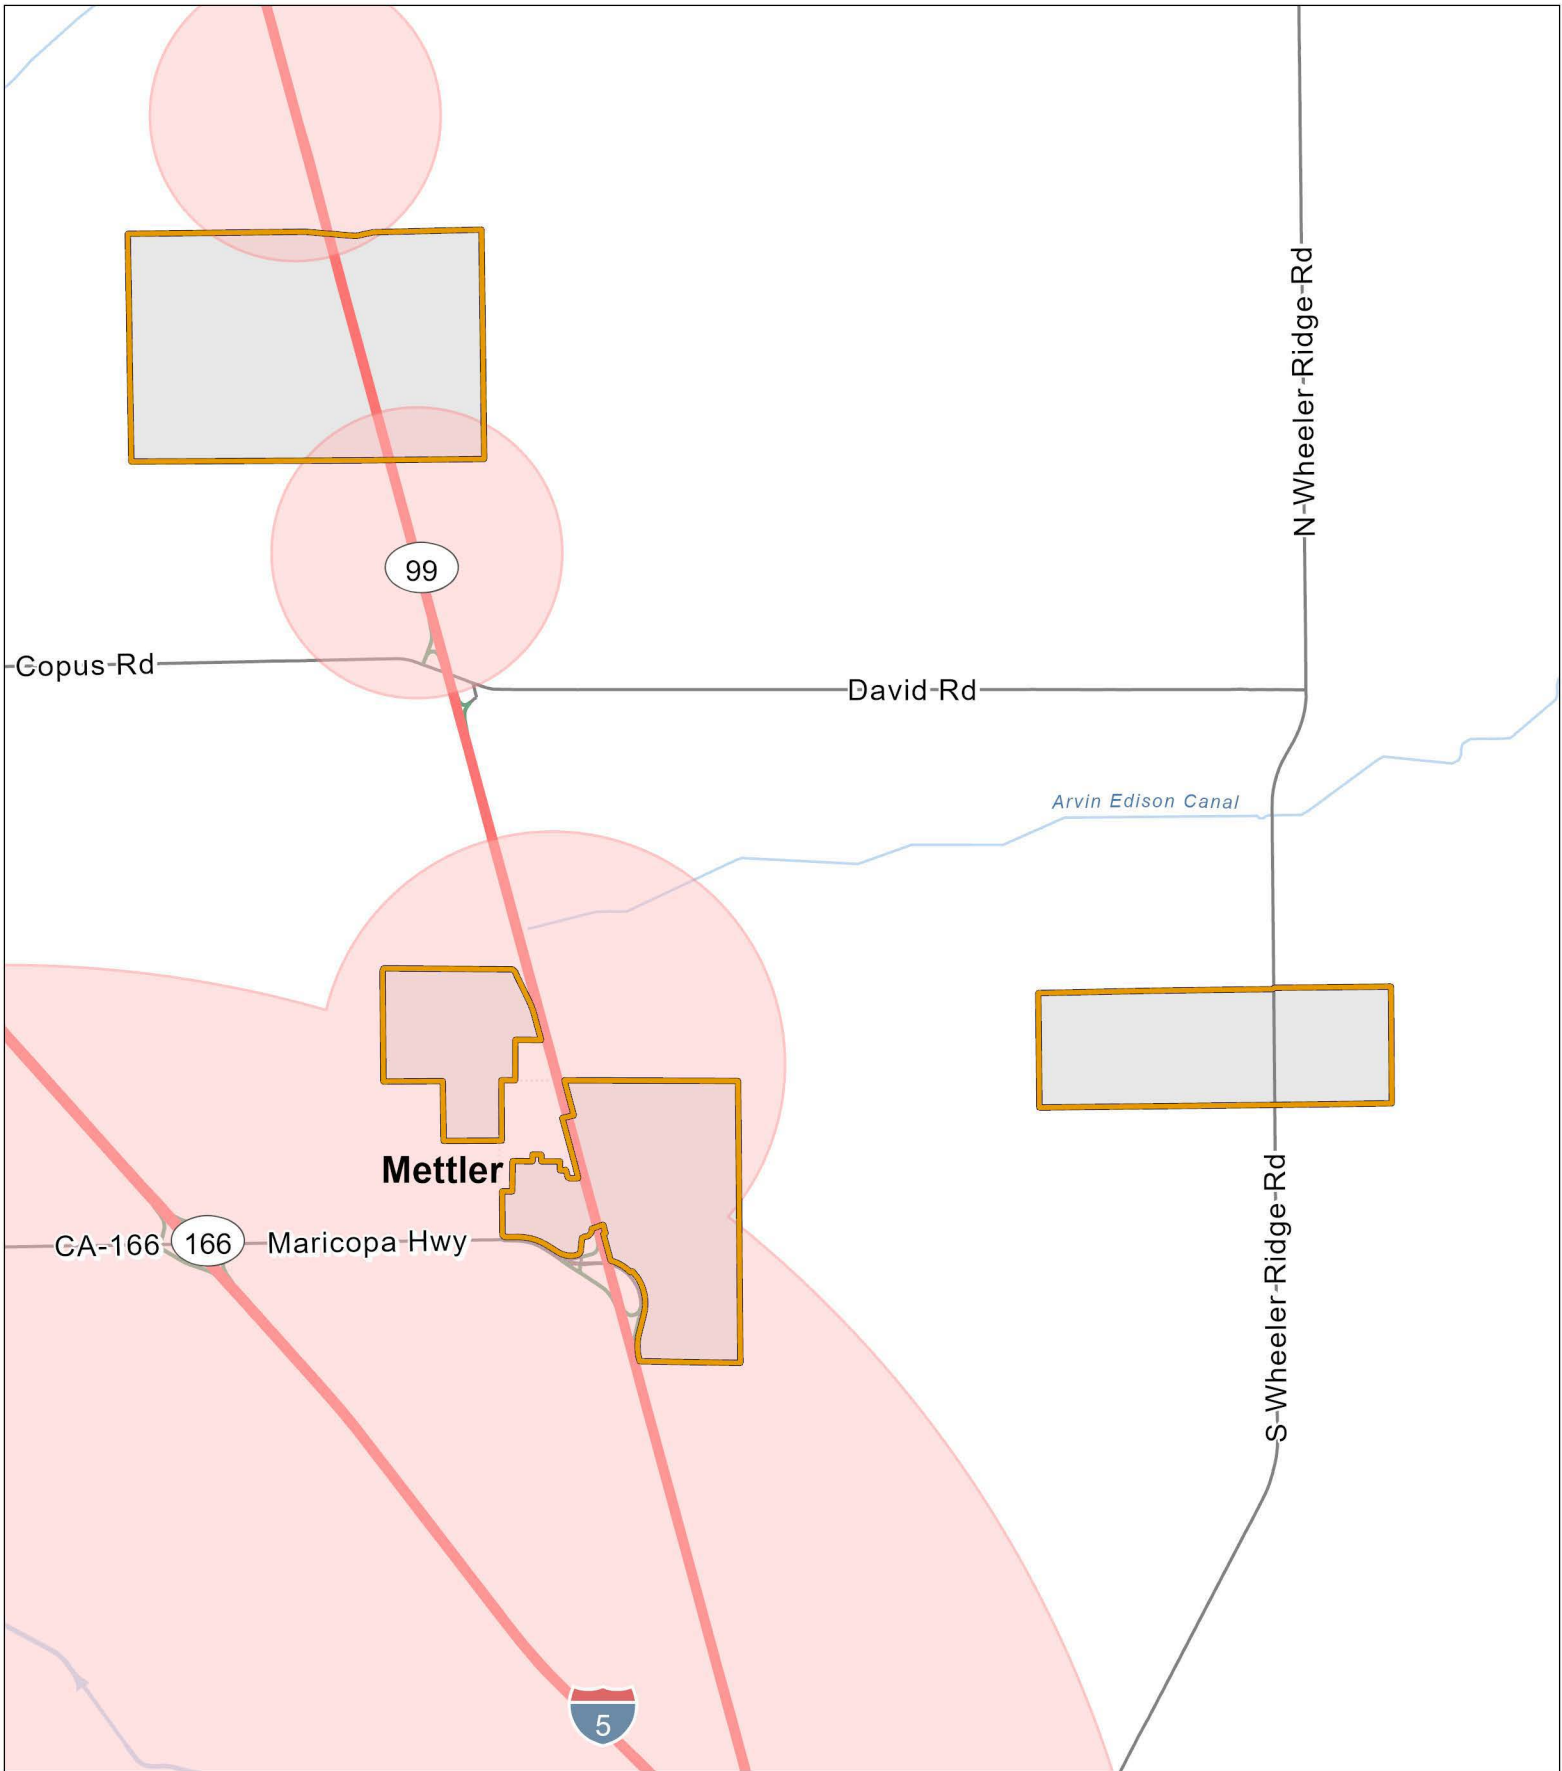 N-Wheeler-Ridge-Rd
99
Copus-Rd
David-Rd
Arvin Edison Canal
Mettler
CA-166
166
Maricopa Hwy
S-Wheeler-Ridge-Rd
5